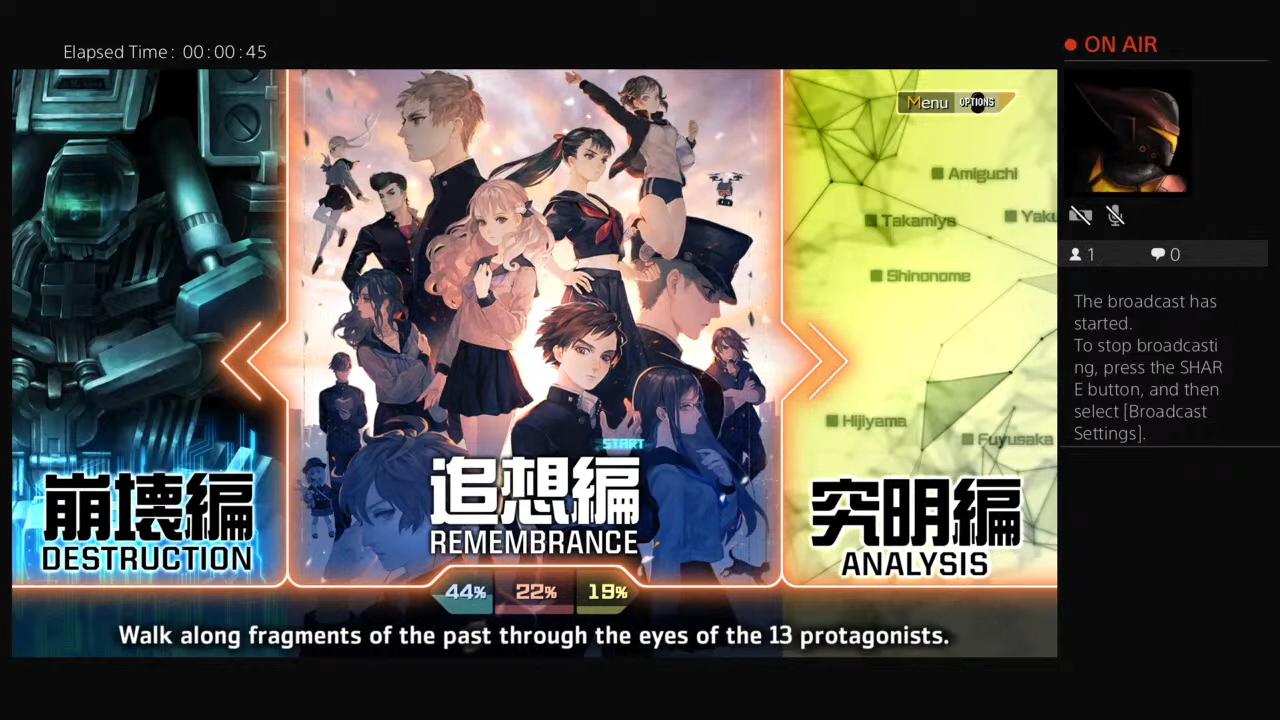 Elapsed Time: 00:00:45
ON AIR
Menu OPTIONS
Amiguchi
Takamiya
Yaku
Shinonome
1 0
The broadcast has
started.
To stop broadcasti
ng, press the SHAR
E button, and then
select [Broadcast
Settings].
Hijiyama
Fuyusaka
START
崩壊編
DESTRUCTION
追想編
REMEMBRANCE
究明編
ANALYSIS
44% 22% 19%
Walk along fragments of the past through the eyes of the 13 protagonists.